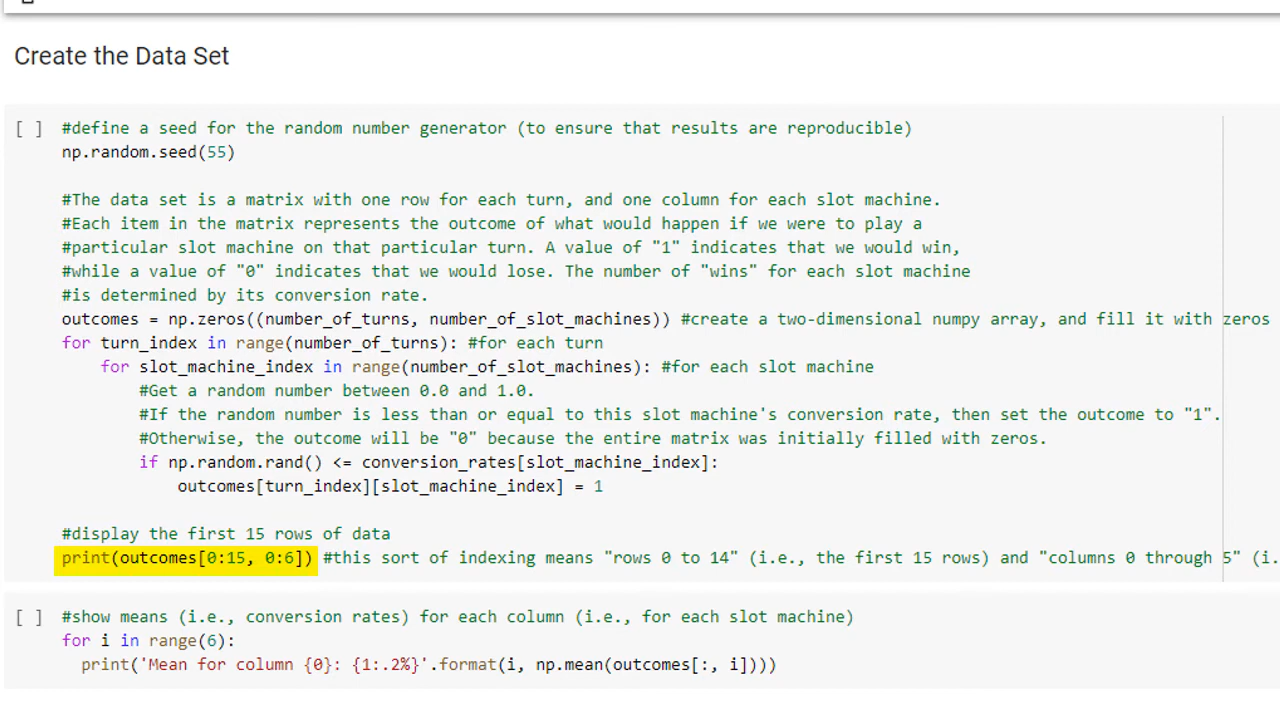 Create the Data Set
[ ] #define a seed for the random number generator (to ensure that results are reproducible)
np.random.seed(55)
#The data set is a matrix with one row for each turn, and one column for each slot machine.
#Each item in the matrix represents the outcome of what would happen if we were to play a
#particular slot machine on that particular turn. A value of "1" indicates that we would win,
#while a value of "0" indicates that we would lose. The number of "wins" for each slot machine
#is determined by its conversion rate.
outcomes = np.zeros((number_of_turns, number_of_slot_machines)) #create a two-dimensional numpy array, and fill it with zeros
for turn_index in range(number_of_turns): #for each turn
for slot_machine_index in range(number_of_slot_machines): #for each slot machine
#Get a random number between 0.0 and 1.0.
#If the random number is less than or equal to this slot machine's conversion rate, then set the outcome to "1".
#Otherwise, the outcome will be "0" because the entire matrix was initially filled with zeros.
if np.random.rand() <= conversion_rates[slot_machine_index]:
outcomes[turn_index][slot_machine_index] = 1
#display the first 15 rows of data
print(outcomes[0:15, 0:6]) #this sort of indexing means "rows 0 to 14" (i.e., the first 15 rows) and "columns 0 through 5" (i.
[ ] #show means (i.e., conversion rates) for each column (i.e., for each slot machine)
for i in range(6):
print('Mean for column {0}: {1:.2%}'.format(i, np.mean(outcomes[:, i])))